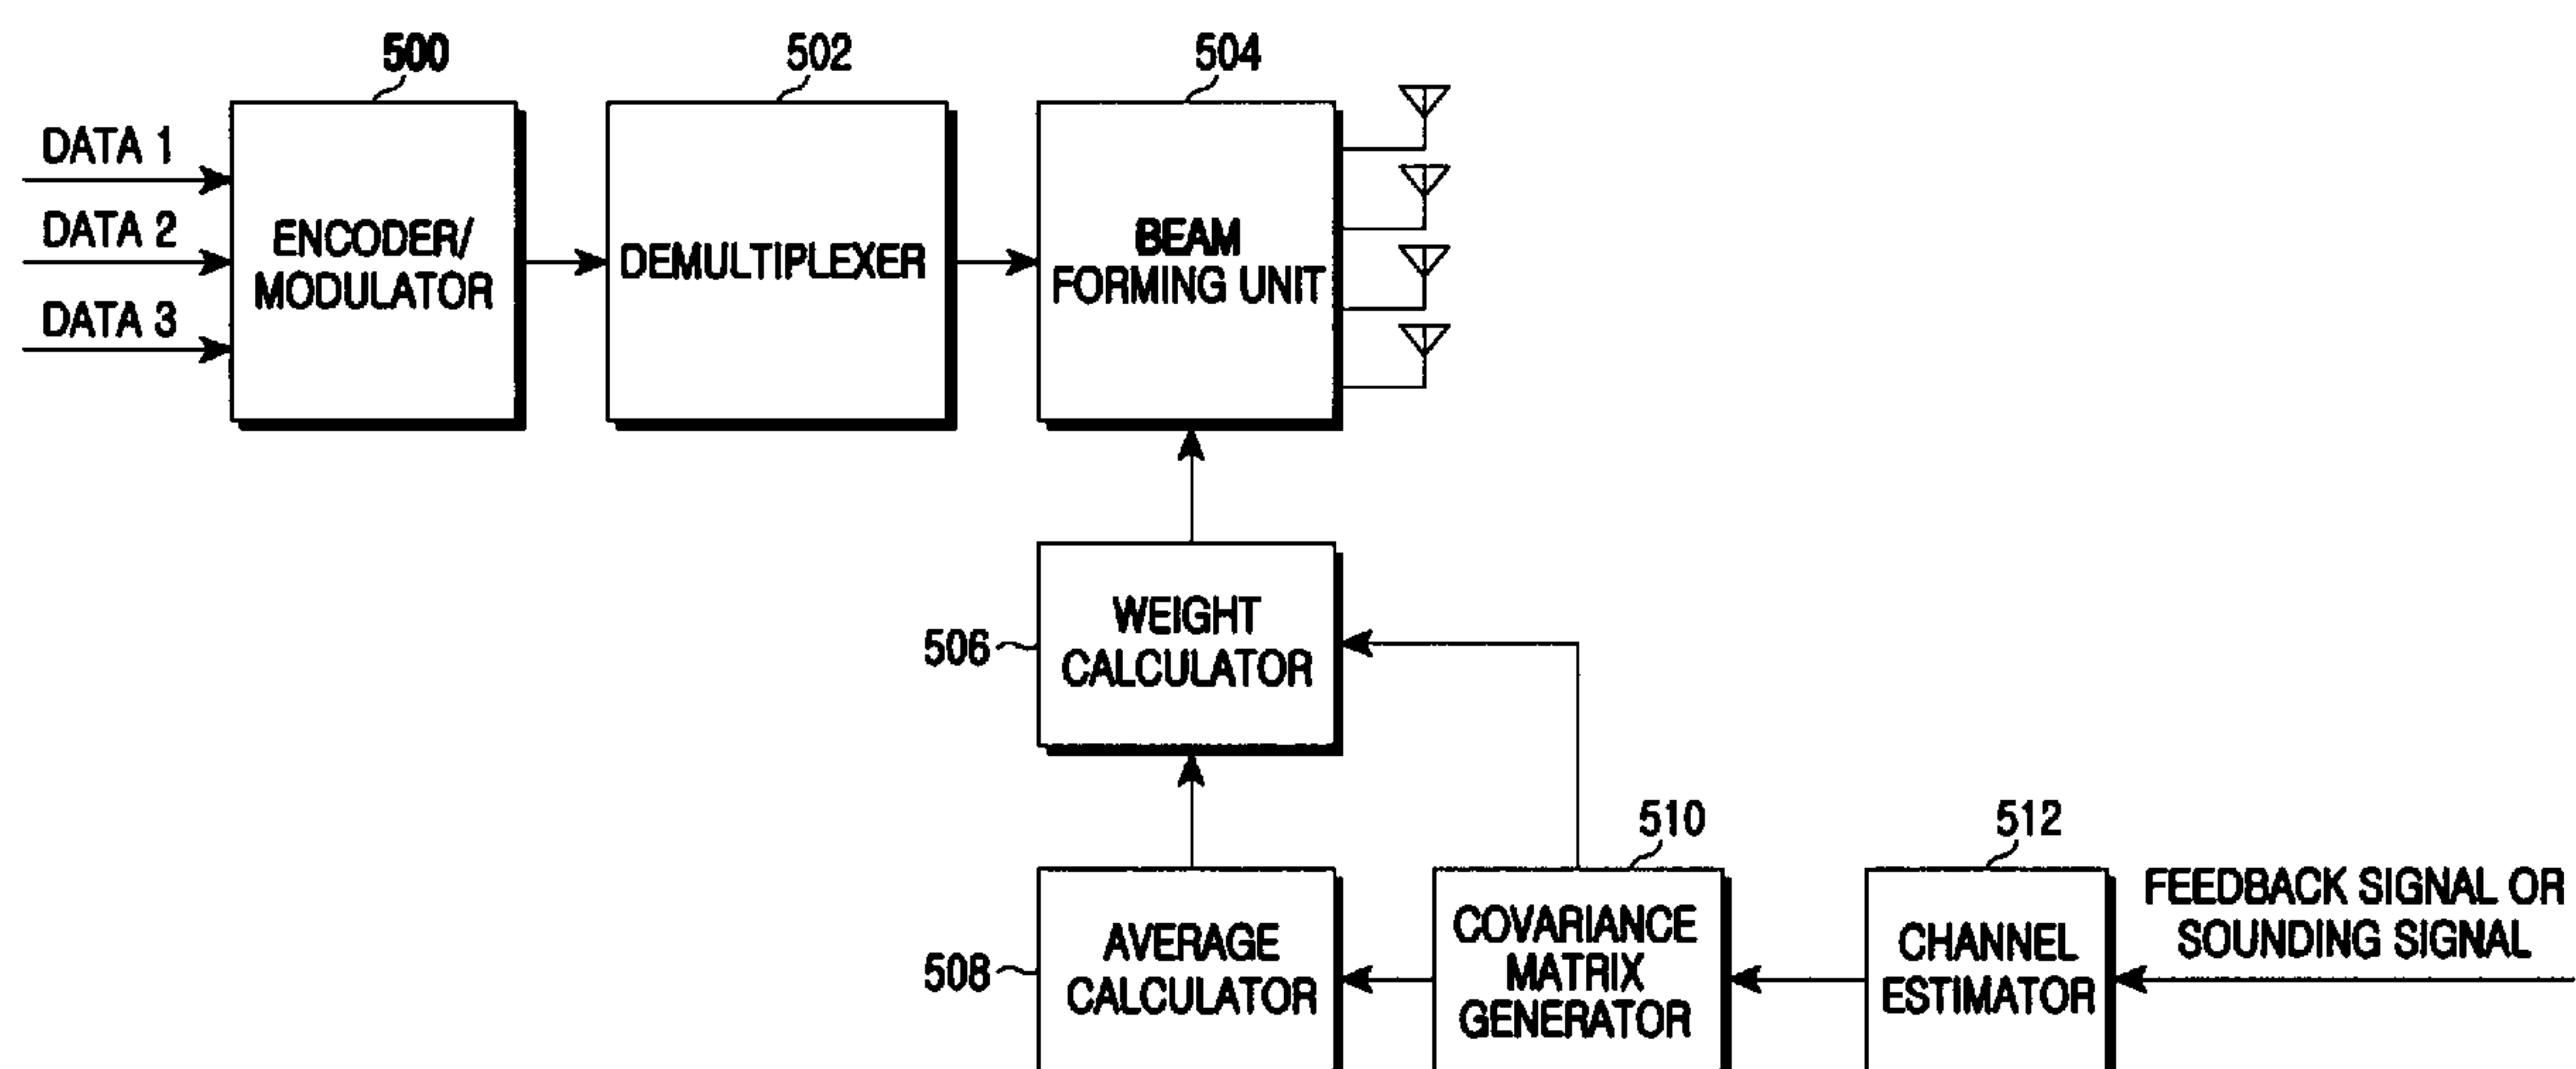 500
502
504
DATA 1
DATA 2
DATA 3
ENCODER/
MODULATOR
DEMULTIPLEXER
BEAM
FORMING UNIT
506
WEIGHT
CALCULATOR
510
512
508
AVERAGE
CALCULATOR
COVARIANCE
MATRIX
GENERATOR
CHANNEL
ESTIMATOR
FEEDBACK SIGNAL OR
SOUNDING SIGNAL